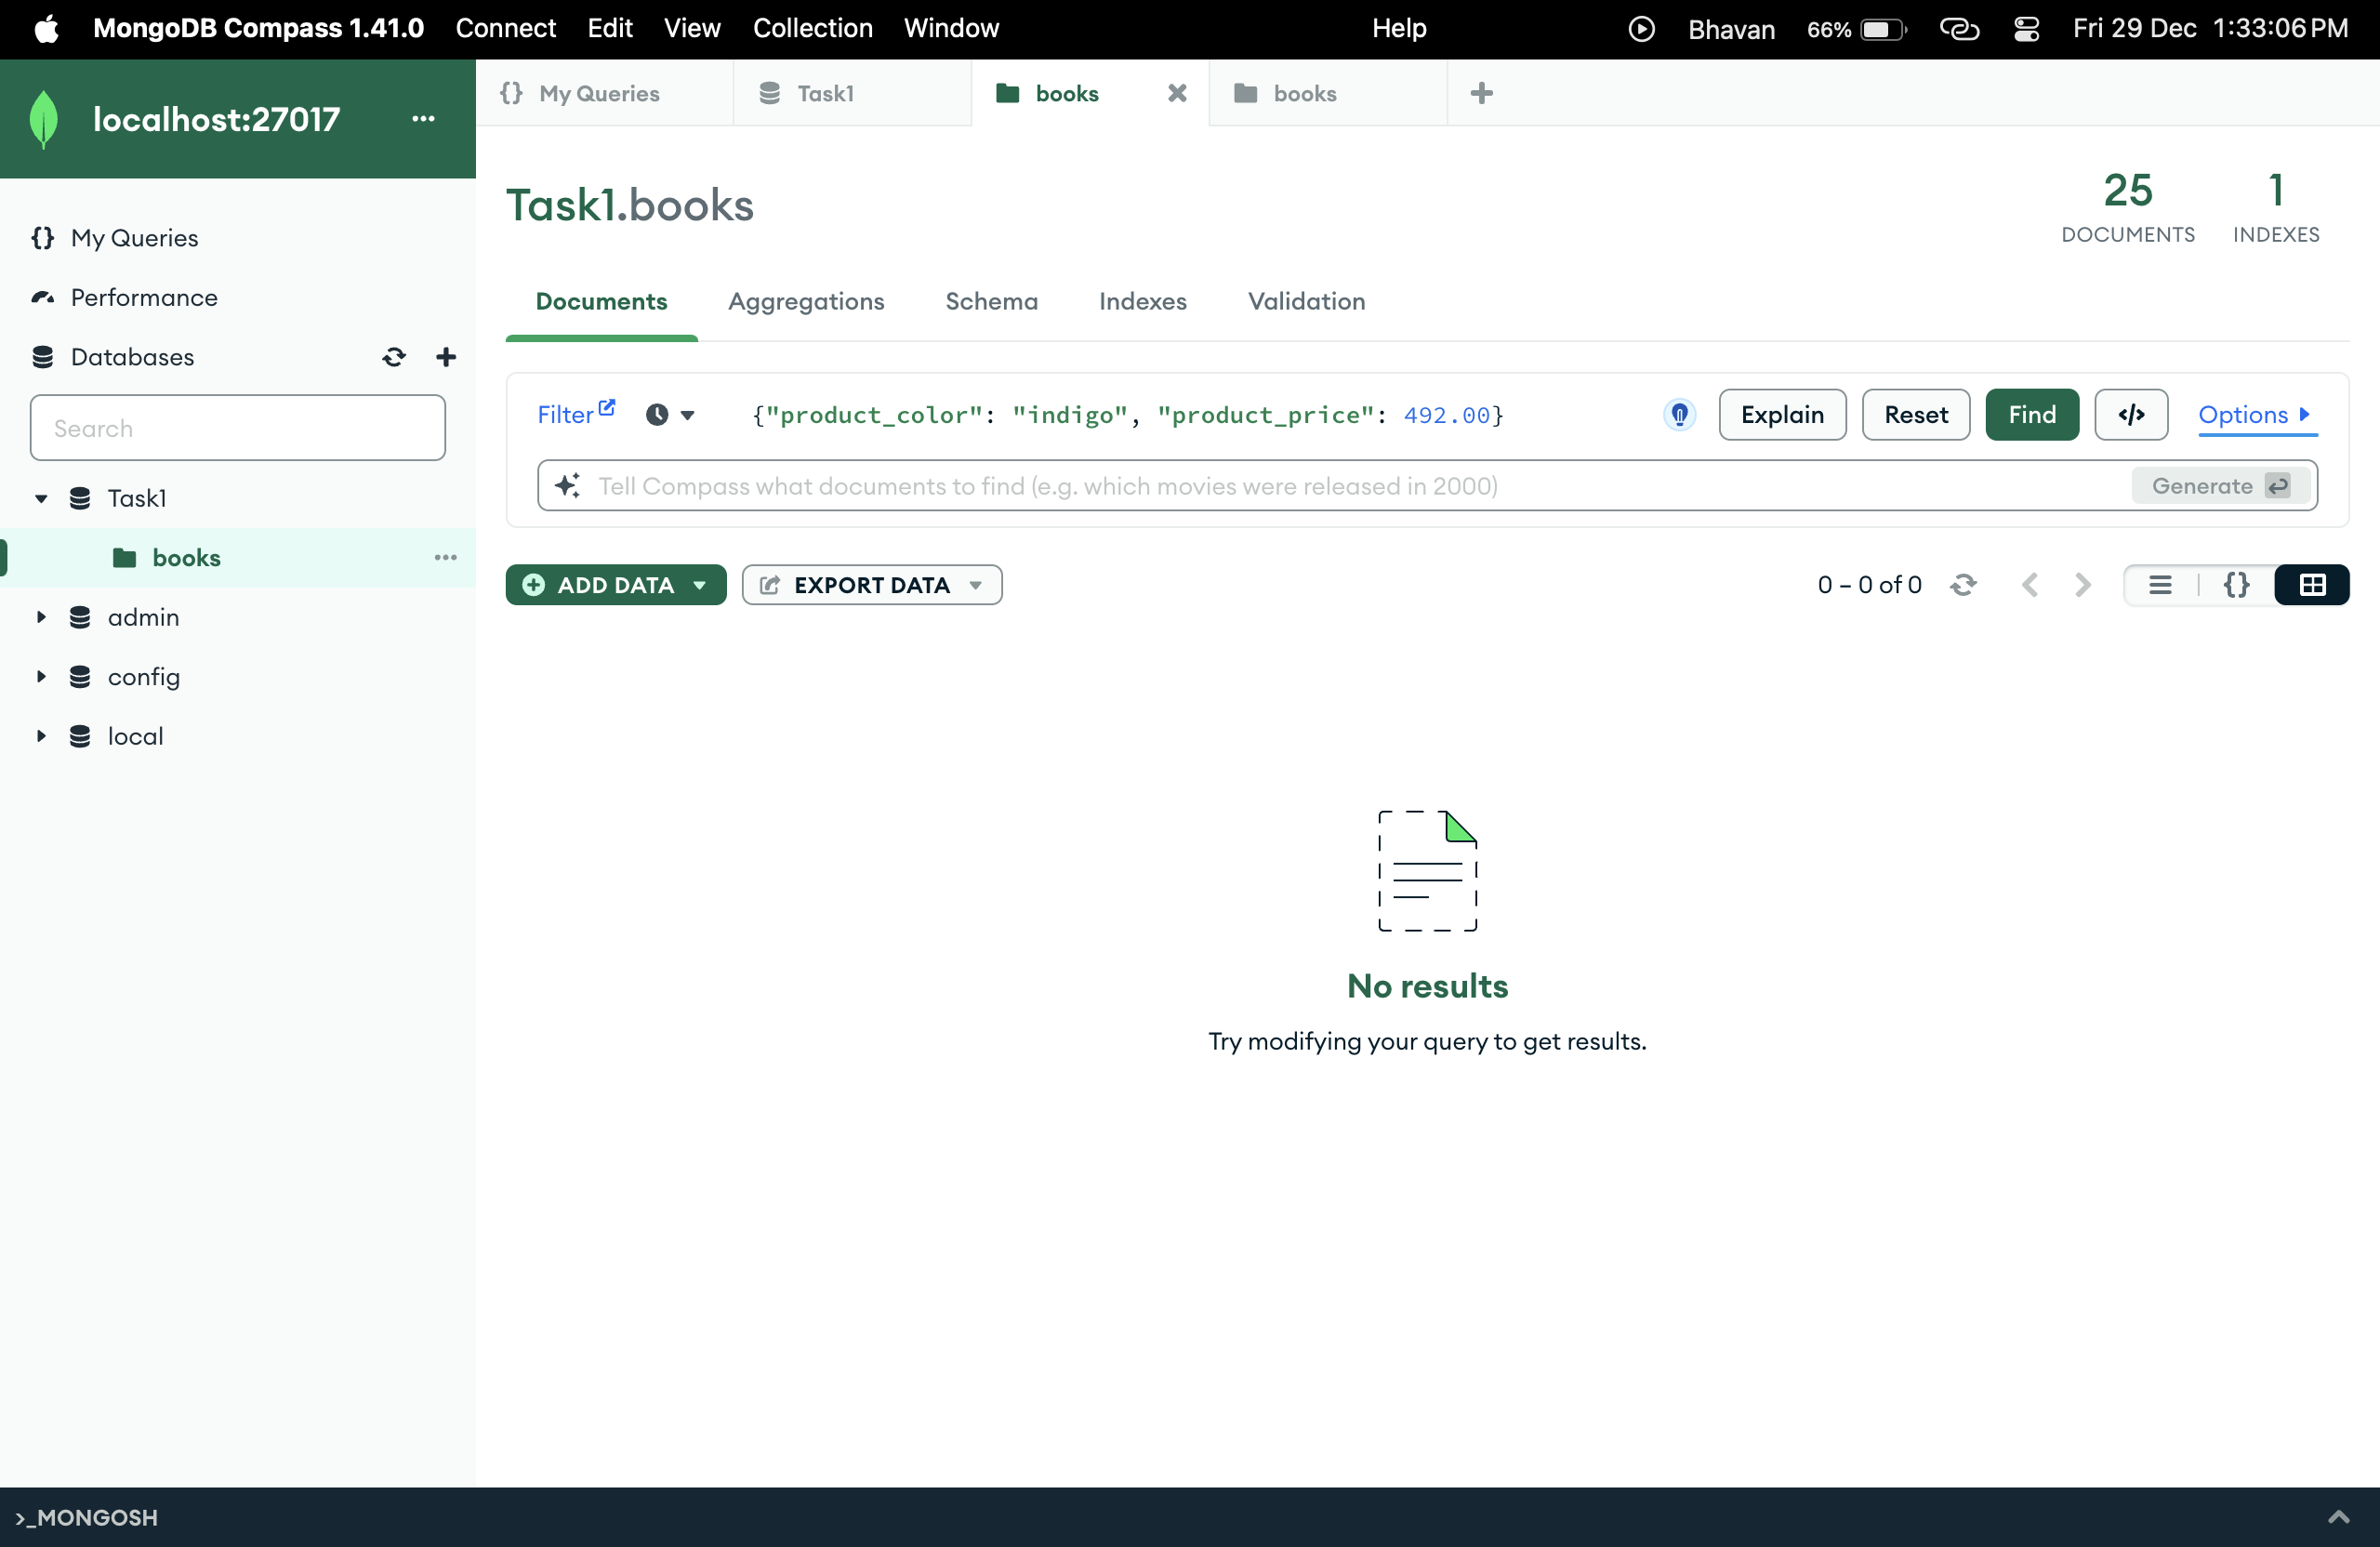 MongoDB Compass 1.41.0 Connect Edit View Collection Window Help Bhavan 66% Fri 29 Dec 1:33:06 PM
localhost:27017 ...
My Queries Task1 books books
My Queries
Performance
Databases
Search
Task1
books
admin
config
local
Task1.books
25 DOCUMENTS
1 INDEXES
Documents Aggregations Schema Indexes Validation
Filter {"product_color": "indigo", "product_price": 492.00} Explain Reset Find </> Options
Tell Compass what documents to find (e.g. which movies were released in 2000) Generate
ADD DATA EXPORT DATA 0 – 0 of 0 {}
No results
Try modifying your query to get results.
>_MONGOSH